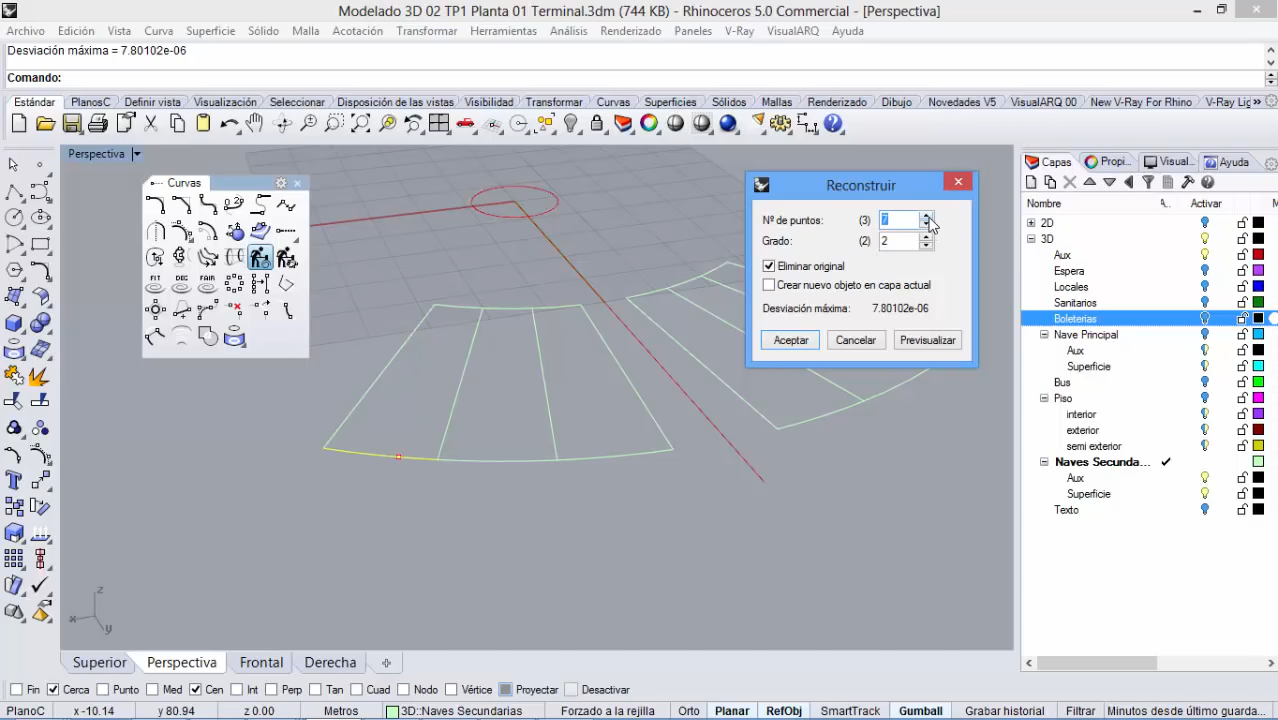 Modelado 3D 02 TP1 Planta 01 Terminal.3dm (744 KB) - Rhinoceros 5.0 Commercial - [Perspectiva]
Archivo Edición Vista Curva Superficie Sólido Malla Acotación Transformar Herramientas Análisis Renderizado Paneles V-Ray VisualARQ Ayuda
Desviación máxima = 7.80102e-06
Comando:
Estándar PlanosC Definir vista Visualización Seleccionar Disposición de las vistas Visibilidad Transformar Curvas Superficies Sólidos Mallas Renderizado Dibujo Novedades V5 VisualARQ 00 New V-Ray For Rhino V-Ray Lig »
Perspectiva
Curvas
FIT DEG FAIR
Reconstruir
Nº de puntos: (3) 7
Grado: (2) 2
Eliminar original
Crear nuevo objeto en capa actual
Desviación máxima: 7.80102e-06
Aceptar Cancelar Previsualizar
Capas Propi... Visual... Ayuda
Nombre A... Activar M
2D
3D
Aux
Espera
Locales
Sanitarios
Boleterias
Nave Principal
Aux
Superficie
Bus
Piso
interior
exterior
semi exterior
Naves Secunda...
Aux
Superficie
Texto
z
x
y
Superior Perspectiva Frontal Derecha
Fin Cerca Punto Med Cen Int Perp Tan Cuad Nodo Vértice Proyectar Desactivar
PlanoC x -10.14 y 80.94 z 0.00 Metros 3D::Naves Secundarias Forzado a la rejilla Orto Planar RefObj SmartTrack Gumball Grabar historial Filtrar Minutos desde último guarda...